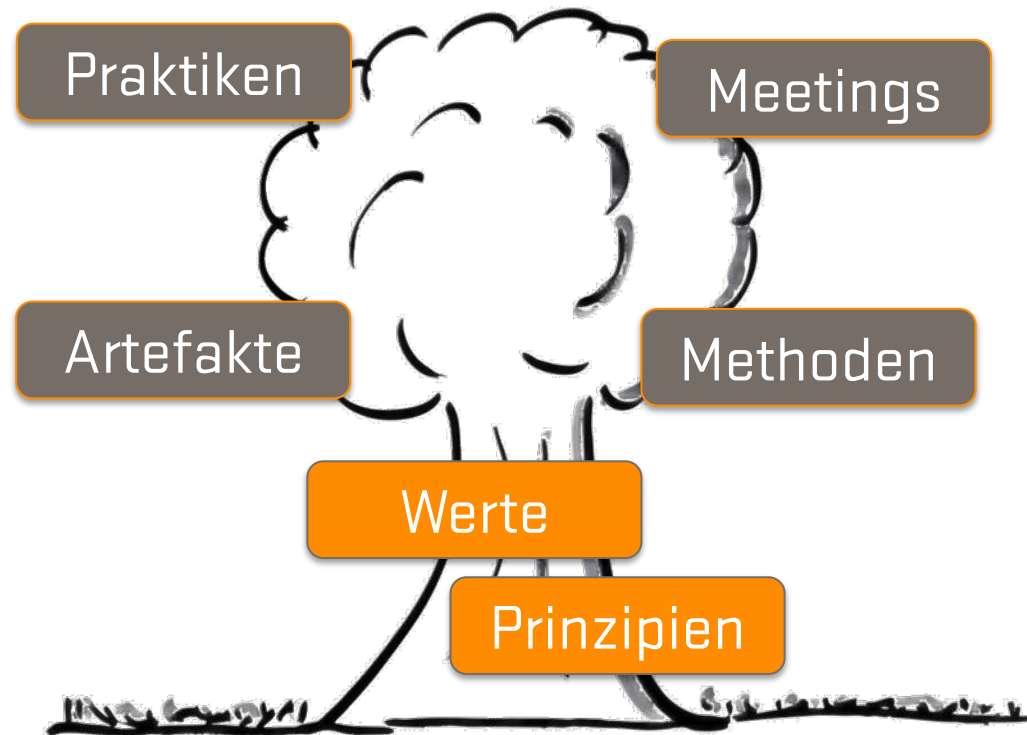 Praktiken
Meetings
Artefakte
Methoden
Werte
Prinzipien